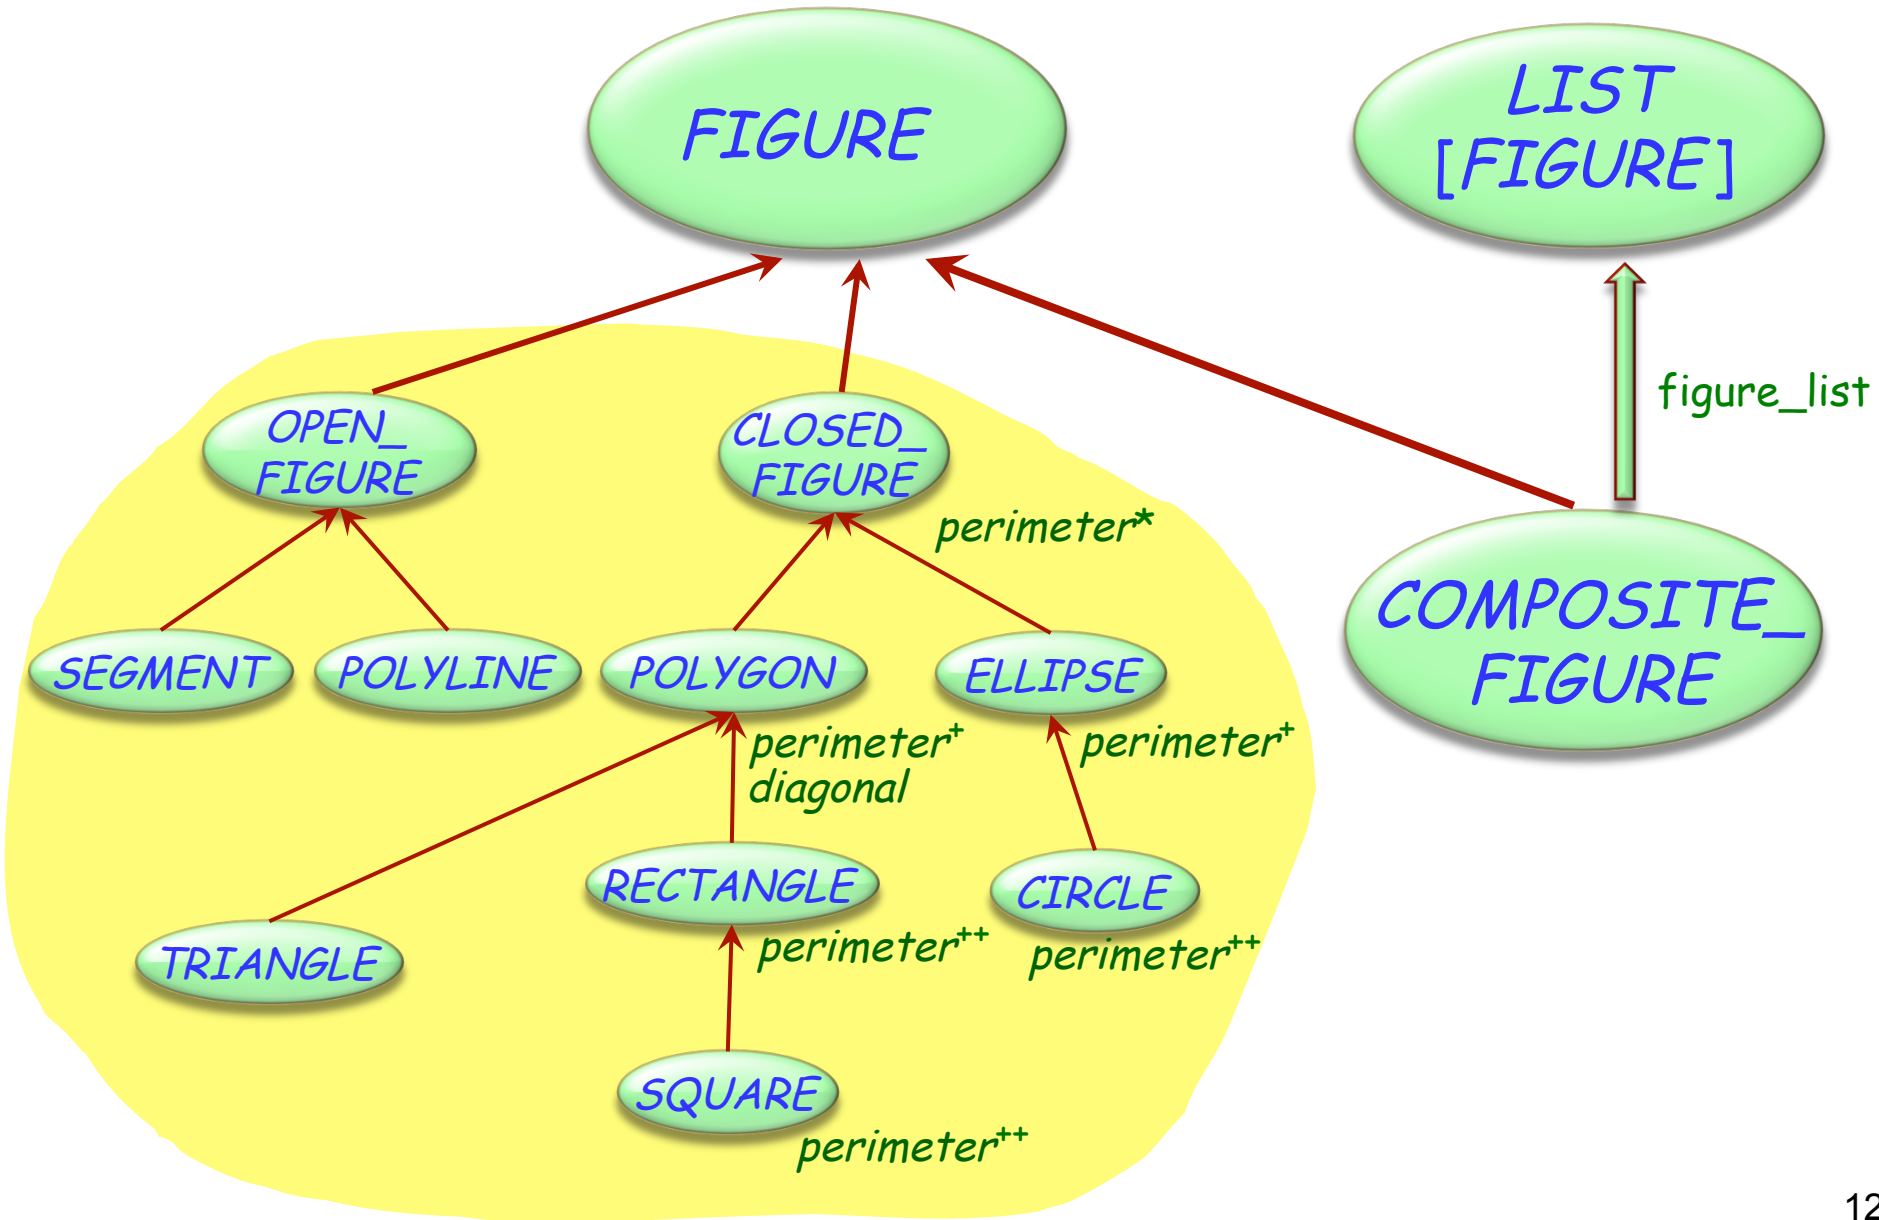 FIGURE
LIST
[FIGURE]
figure_list
OPEN_
FIGURE
CLOSED_
FIGURE
perimeter*
COMPOSITE_
FIGURE
SEGMENT
POLYLINE
POLYGON
ELLIPSE
perimeter+
diagonal
perimeter+
RECTANGLE
CIRCLE
perimeter++
perimeter++
TRIANGLE
SQUARE
perimeter++
12